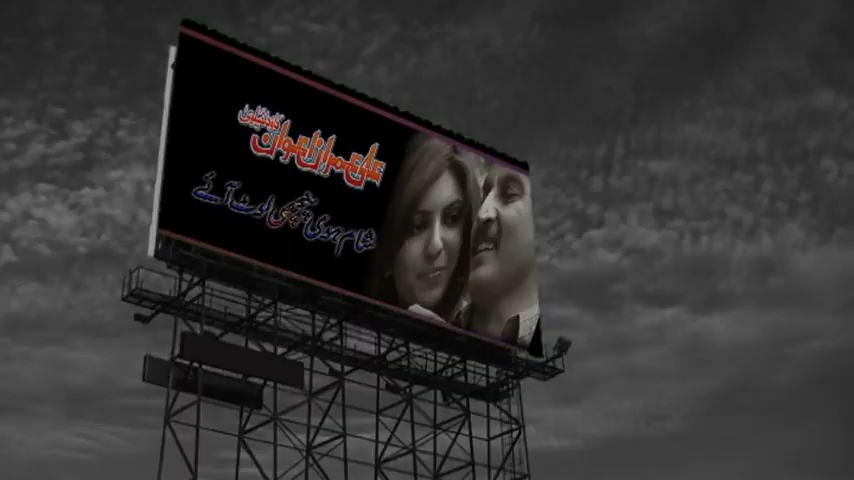 علی عمران اعوان
شام ہوئی پنچھی لوٹ آئے